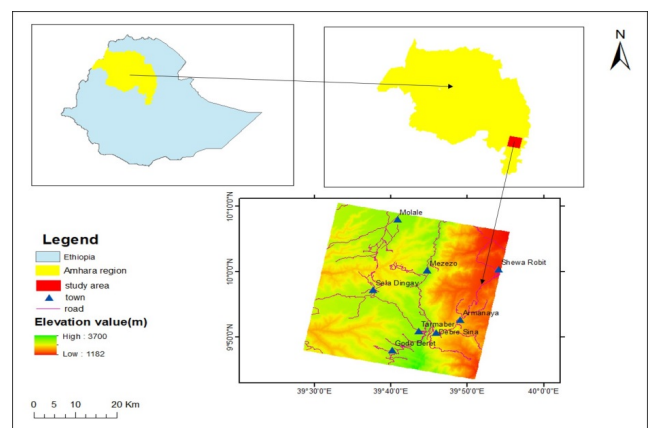 N
Legend
Ethiopia
Amhara region
study area
town
road
Elevation value(m)
High : 3700
Low : 1182
0 5 10 20 Km
10°10'0"N
10°0'0"N
9°50'0"N
Molale
Mezezo
Shewa Robit
Sela Dingay
Armanaya
Tarmaber
Debre Sina
Godo Beret
39°30'0"E 39°40'0"E 39°50'0"E 40°0'0"E